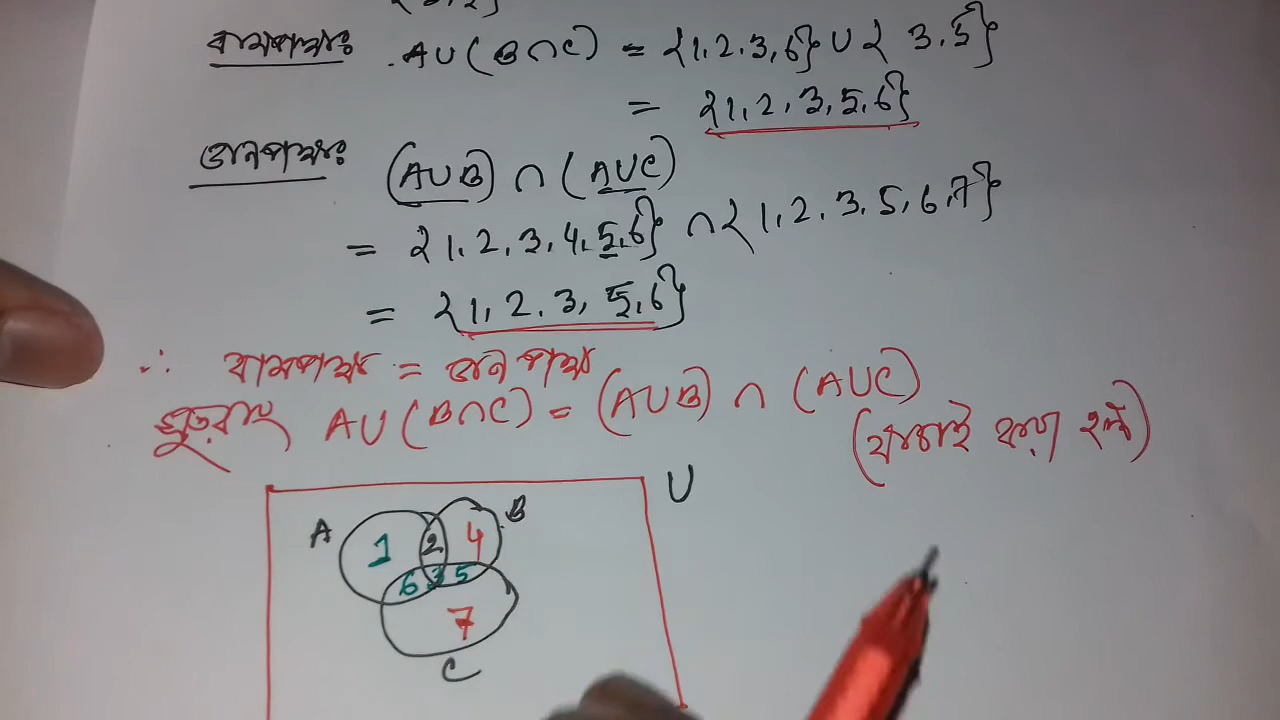 বামপক্ষঃ A∪(B∩C) = {1,2,3,6}∪{3,5}
= {1,2,3,5,6}
ডানপক্ষঃ (A∪B)∩(A∪C)
= {1,2,3,4,5,6}∩{1,2,3,5,6,7}
= {1,2,3,5,6}
∴ বামপক্ষ = ডানপক্ষ
সুতরাং A∪(B∩C) = (A∪B)∩(A∪C)
(যাচাই করা হলো)
U
A B
1 2 4
6 3 5
7
C